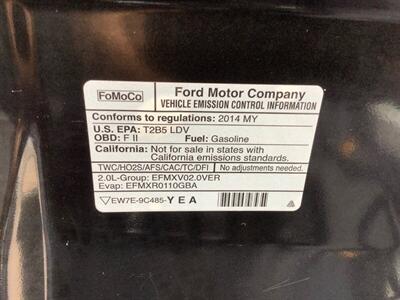 FoMoCo
Ford Motor Company
VEHICLE EMISSION CONTROL INFORMATION
Conforms to regulations: 2014 MY
U.S. EPA: T2B5 LDV
OBD: F II Fuel: Gasoline
California: Not for sale in states with
California emissions standards.
TWC/HO2S/AFS/CAC/TC/DFI No adjustments needed.
2.0L-Group: EFMXV02.0VER
Evap: EFMXR0110GBA
EW7E-9C485-YEA